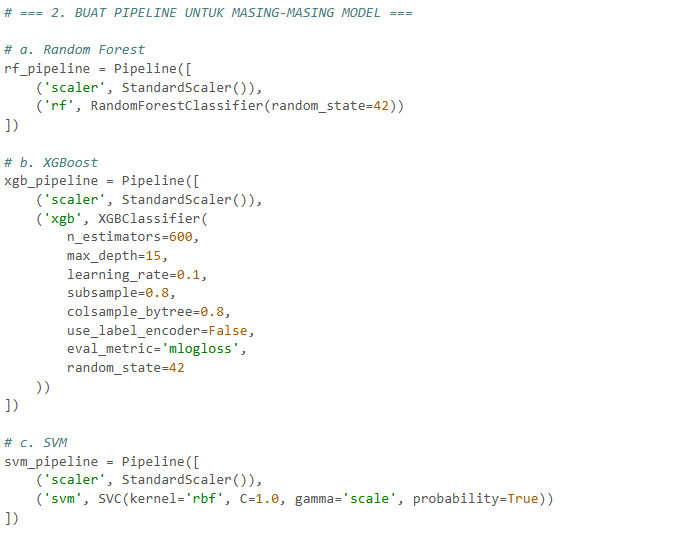 # === 2. BUAT PIPELINE UNTUK MASING-MASING MODEL ===
# a. Random Forest
rf_pipeline = Pipeline([
    ('scaler', StandardScaler()),
    ('rf', RandomForestClassifier(random_state=42))
])
# b. XGBoost
xgb_pipeline = Pipeline([
    ('scaler', StandardScaler()),
    ('xgb', XGBClassifier(
        n_estimators=600,
        max_depth=15,
        learning_rate=0.1,
        subsample=0.8,
        colsample_bytree=0.8,
        use_label_encoder=False,
        eval_metric='mlogloss',
        random_state=42
    ))
])
# c. SVM
svm_pipeline = Pipeline([
    ('scaler', StandardScaler()),
    ('svm', SVC(kernel='rbf', C=1.0, gamma='scale', probability=True))
])